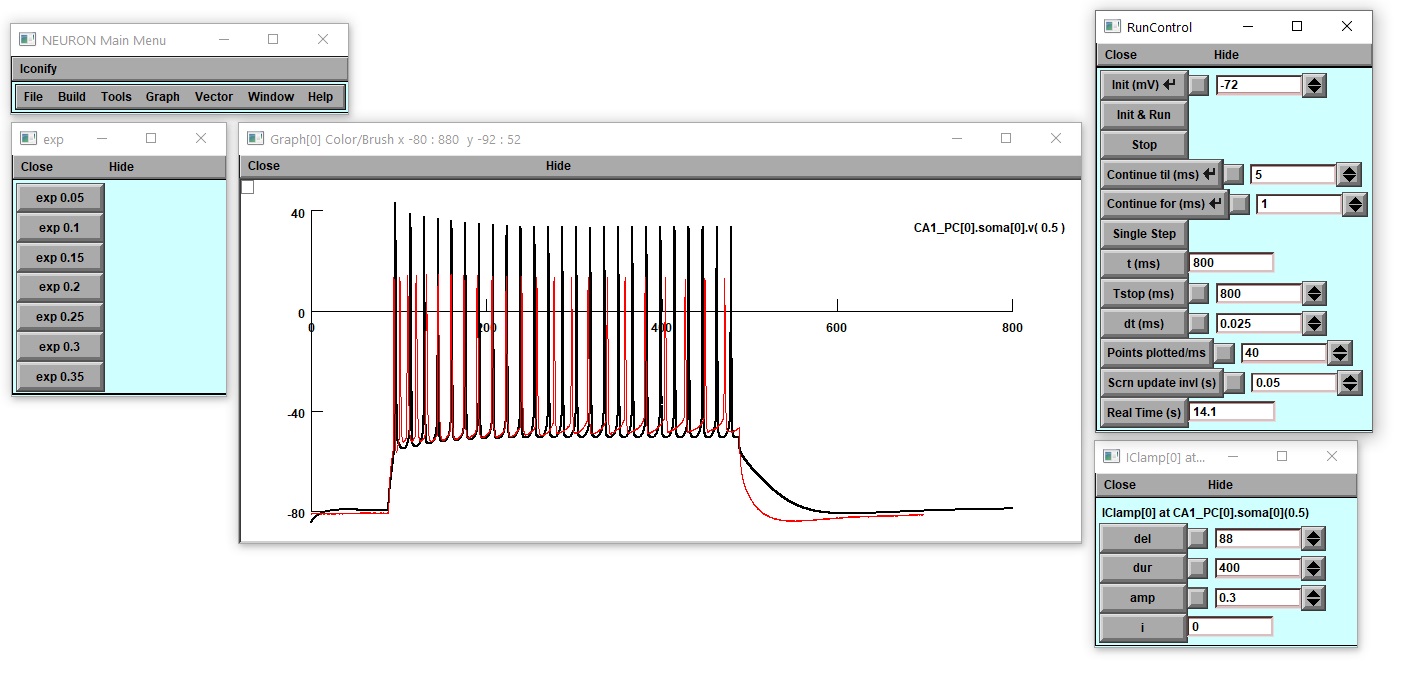 NEURON Main Menu
Iconify
File Build Tools Graph Vector Window Help
exp
Close Hide
exp 0.05
exp 0.1
exp 0.15
exp 0.2
exp 0.25
exp 0.3
exp 0.35
Graph[0] Color/Brush x -80 : 880 y -92 : 52
Close Hide
40
CA1_PC[0].soma[0].v( 0.5 )
0
0 200 400 600 800
-40
-80
RunControl
Close Hide
Init (mV) -72
Init & Run
Stop
Continue til (ms) 5
Continue for (ms) 1
Single Step
t (ms) 800
Tstop (ms) 800
dt (ms) 0.025
Points plotted/ms 40
Scrn update invl (s) 0.05
Real Time (s) 14.1
IClamp[0] at...
Close Hide
IClamp[0] at CA1_PC[0].soma[0](0.5)
del 88
dur 400
amp 0.3
i 0